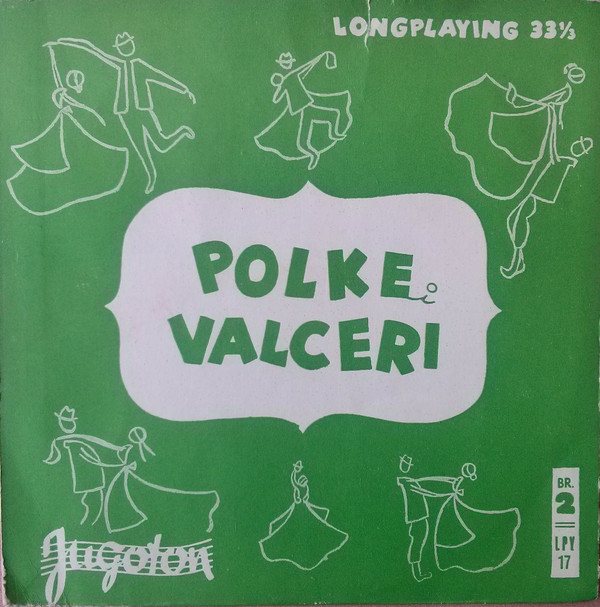 LONGPLAYING 33⅓
POLKE i
VALCERI
Jugoton
BR.
2
LPY
17